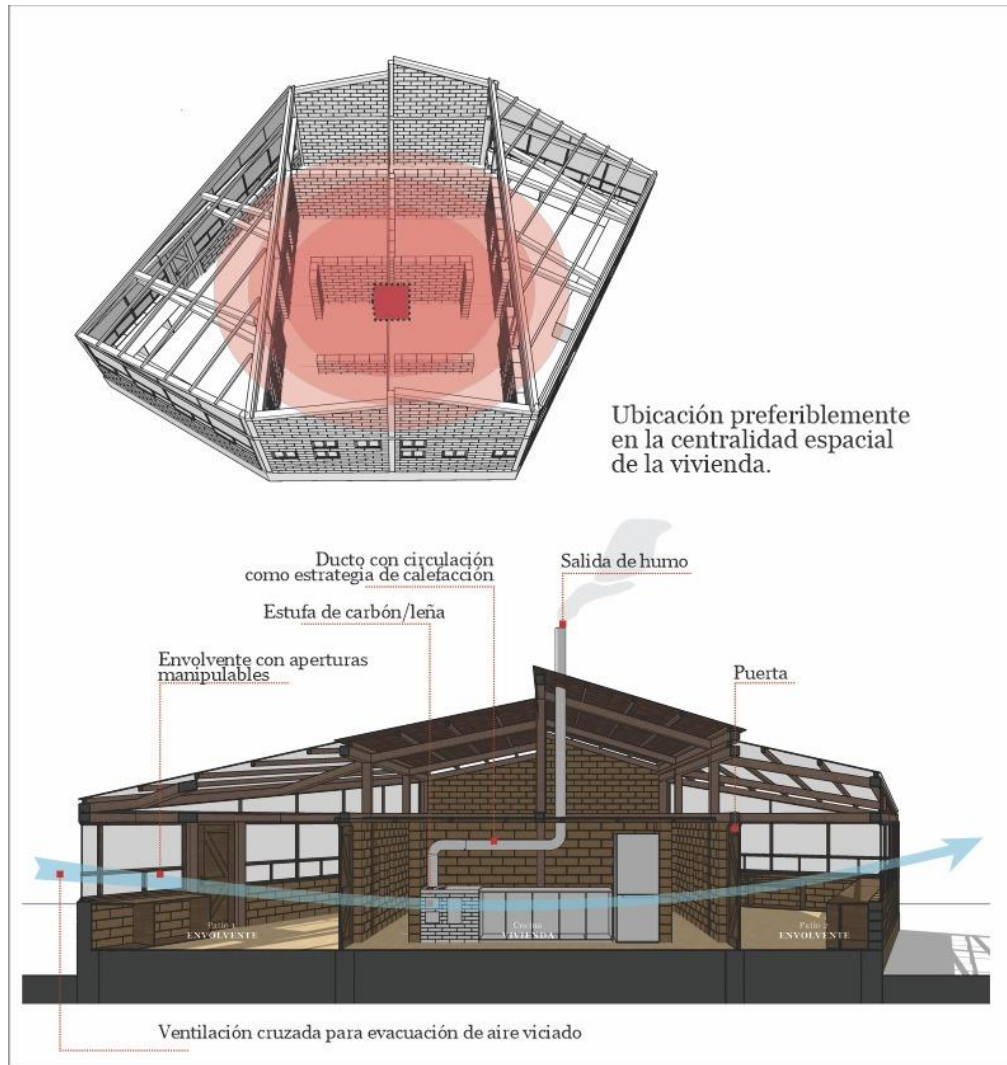 Ubicación preferiblemente
en la centralidad espacial
de la vivienda.
Ducto con circulación
como estrategia de calefacción
Salida de humo
Estufa de carbón/leña
Envolvente con aperturas
manipulables
Puerta
Patio 1
ENVOLVENTE
Cocina
VIVIENDA
Patio 2
ENVOLVENTE
Ventilación cruzada para evacuación de aire viciado